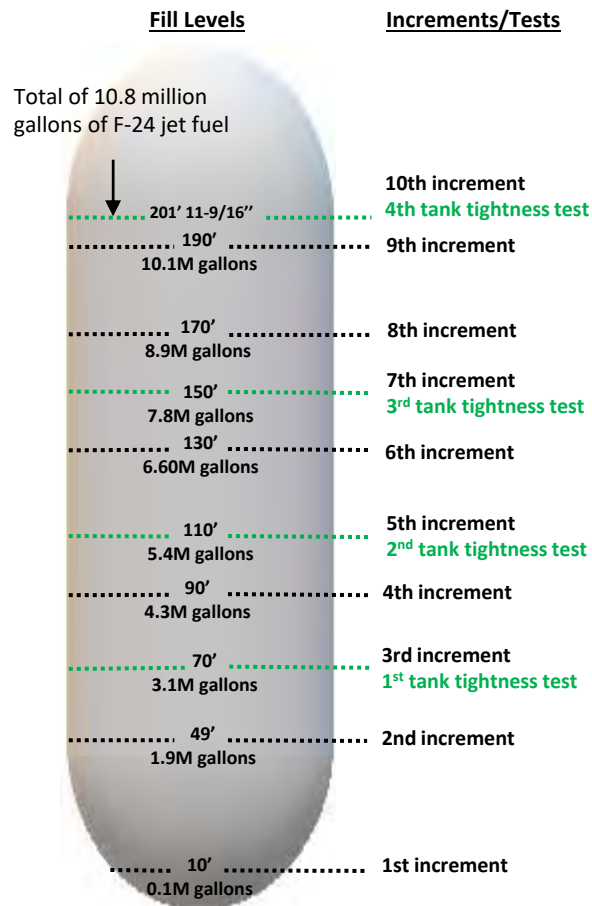 Fill Levels
Increments/Tests
Total of 10.8 million
gallons of F-24 jet fuel
10th increment
201’ 11-9/16’’
4th tank tightness test
190’
9th increment
10.1M gallons
170’
8th increment
8.9M gallons
7th increment
150’
3rd tank tightness test
7.8M gallons
130’
6th increment
6.60M gallons
5th increment
110’
2nd tank tightness test
5.4M gallons
90’
4th increment
4.3M gallons
3rd increment
70’
1st tank tightness test
3.1M gallons
49’
2nd increment
1.9M gallons
10’
1st increment
0.1M gallons